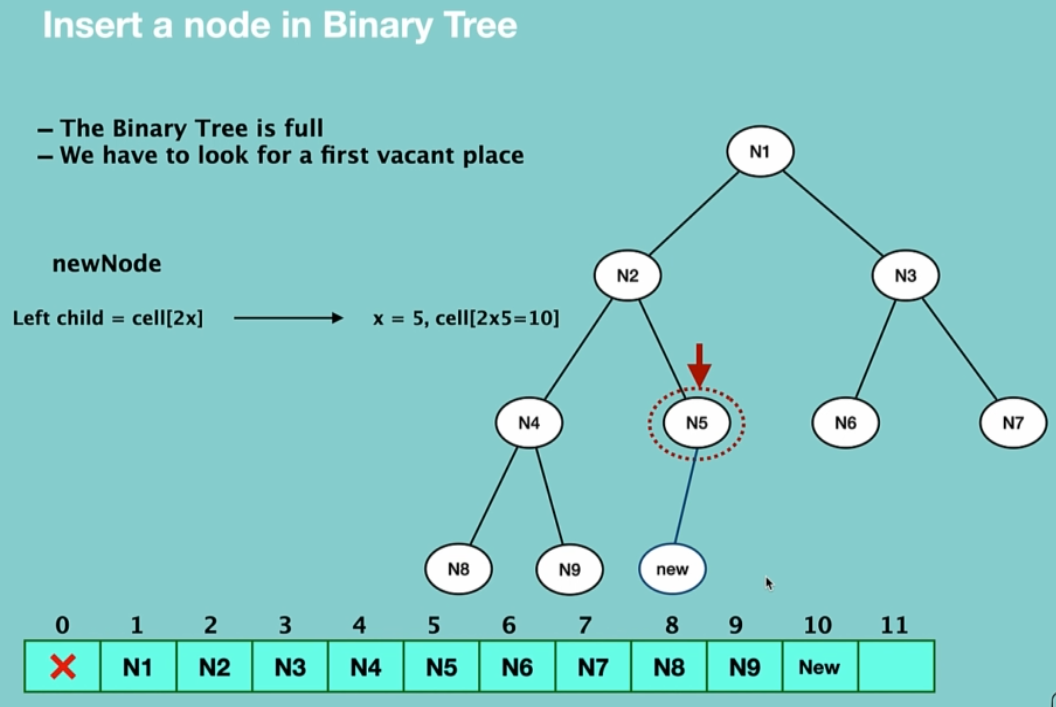 Insert a node in Binary Tree
– The Binary Tree is full
– We have to look for a first vacant place
newNode
Left child = cell[2x]
x = 5, cell[2x5=10]
N1
N2
N3
N4
N5
N6
N7
N8
N9
new
0 1 2 3 4 5 6 7 8 9 10 11
N1 N2 N3 N4 N5 N6 N7 N8 N9 New